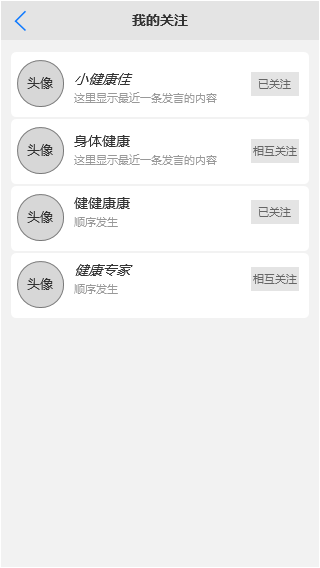 我的关注
头像
小健康佳
这里显示最近一条发言的内容
已关注
头像
身体健康
这里显示最近一条发言的内容
相互关注
头像
健健康康
顺序发生
已关注
头像
健康专家
顺序发生
相互关注